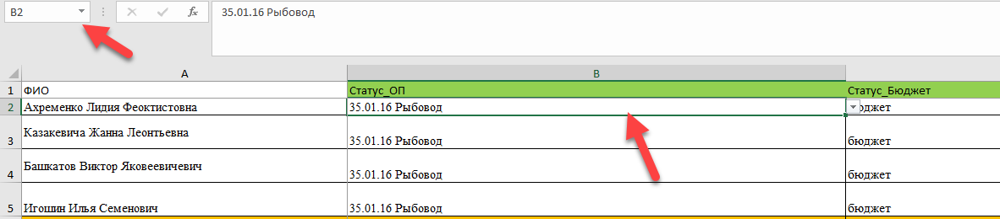 B2 fx 35.01.16 Рыбовод
A B
1 ФИО Статус_ОП Статус_Бюджет
2 Ахременко Лидия Феоктистовна 35.01.16 Рыбовод юджет
3 Казакевича Жанна Леонтьевна 35.01.16 Рыбовод бюджет
4 Башкатов Виктор Яковеевичевич 35.01.16 Рыбовод бюджет
5 Игошин Илья Семенович 35.01.16 Рыбовод бюджет